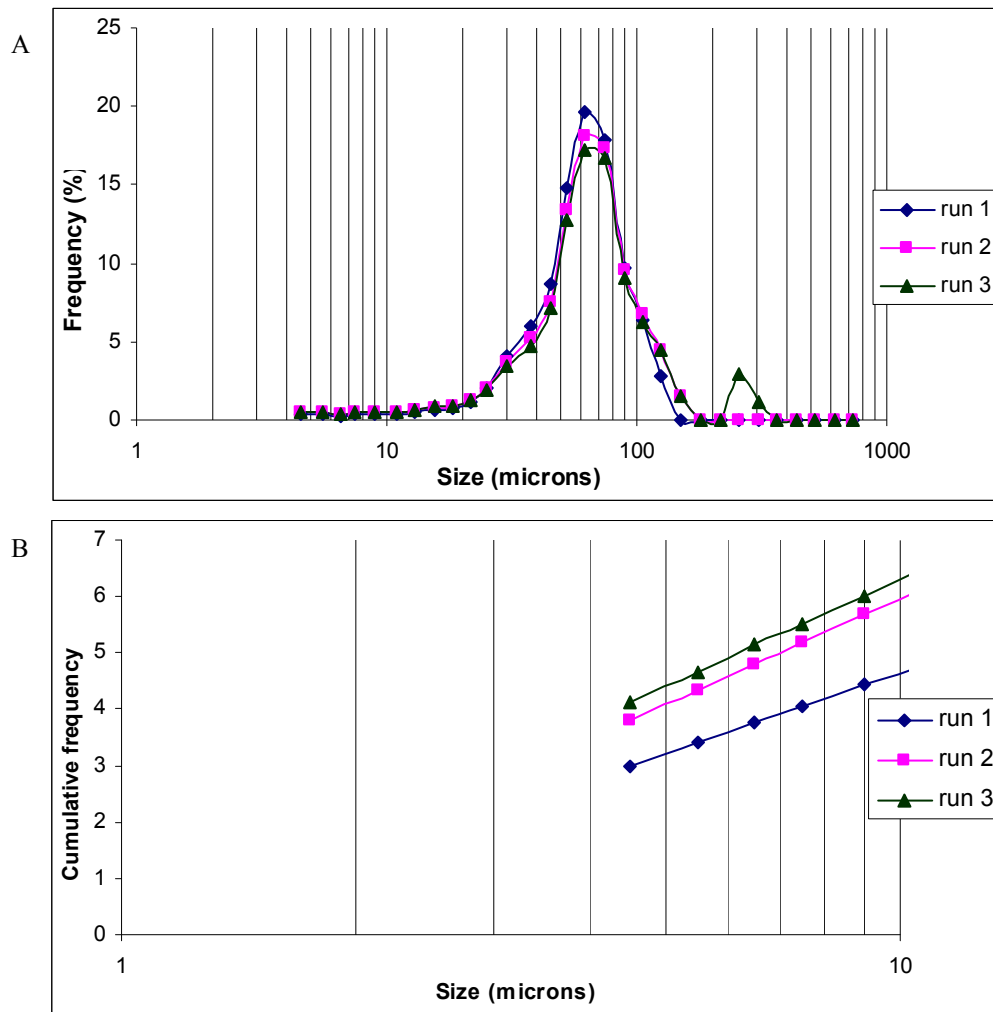 A
25
20
15
10
5
0
Frequency (%)
1 10 100 1000
Size (microns)
run 1
run 2
run 3
B
7
6
5
4
3
2
1
0
Cumulative frequency
1 10
Size (microns)
run 1
run 2
run 3